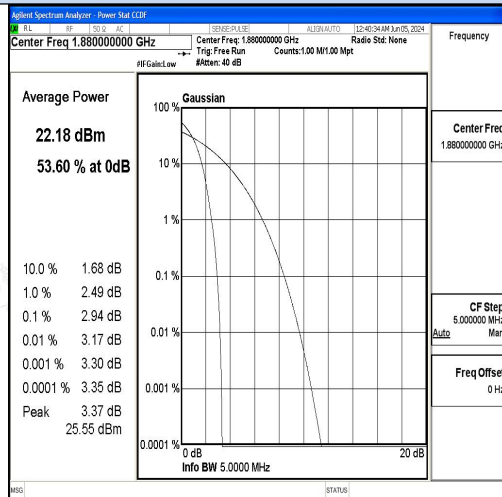 Agilent Spectrum Analyzer - Power Stat CCDF
RL RF 50 Ω AC SENSE:PULSE ALIGN AUTO 12:40:34 AM Jun 05, 2024
Center Freq 1.880000000 GHz
Center Freq: 1.880000000 GHz Radio Std: None
Trig: Free Run Counts:1.00 M/1.00 Mpt
#IFGain:Low #Atten: 40 dB
Frequency
Average Power
22.18 dBm
53.60 % at 0dB
10.0 % 1.68 dB
1.0 % 2.49 dB
0.1 % 2.94 dB
0.01 % 3.17 dB
0.001 % 3.30 dB
0.0001 % 3.35 dB
Peak 3.37 dB
25.55 dBm
Gaussian
100 %
10 %
1 %
0.1 %
0.01 %
0.001 %
0.0001 %
0 dB 20 dB
Info BW 5.0000 MHz
Center Freq
1.880000000 GHz
CF Step
5.000000 MHz
Auto Man
Freq Offset
0 Hz
MSG STATUS